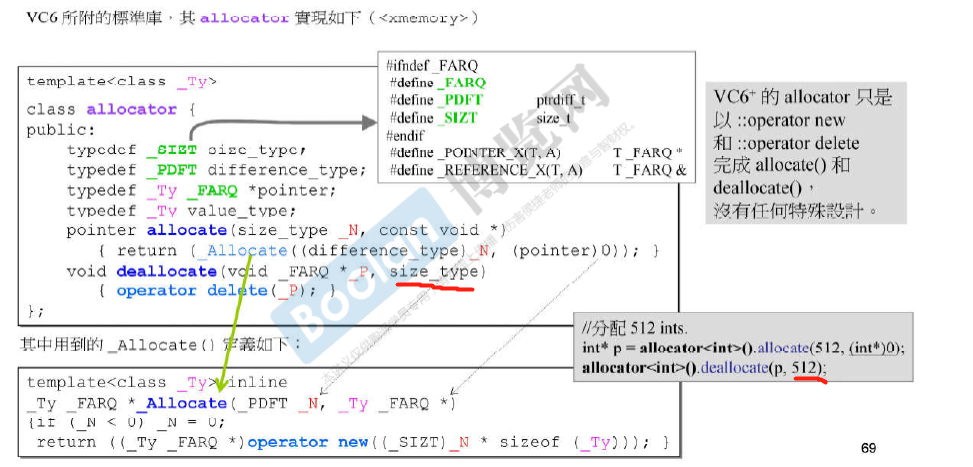 VC6 所附的標準庫，其 allocator 實現如下（<xmemory>）
template<class _Ty>
class allocator {
public:
typedef _SIZT size_type;
typedef _PDFT difference_type;
typedef _Ty _FARQ *pointer;
typedef _Ty value_type;
pointer allocate(size_type _N, const void *)
{ return (_Allocate((difference_type)_N, (pointer)0)); }
void deallocate(void _FARQ *_P, size_type)
{ operator delete(_P); }
};
#ifndef _FARQ
#define _FARQ
#define _PDFT ptrdiff_t
#define _SIZT size_t
#endif
#define _POINTER_X(T, A) T _FARQ *
#define _REFERENCE_X(T, A) T _FARQ &
VC6+ 的 allocator 只是
以 ::operator new
和 ::operator delete
完成 allocate() 和
deallocate()，
沒有任何特殊設計。
其中用到的 _Allocate() 定義如下：
template<class _Ty> inline
_Ty _FARQ *_Allocate(_PDFT _N, _Ty _FARQ *)
{if (_N < 0) _N = 0;
return ((_Ty _FARQ *)operator new((_SIZT)_N * sizeof (_Ty))); }
//分配 512 ints.
int* p = allocator<int>().allocate(512, (int*)0);
allocator<int>().deallocate(p, 512);
Boolan 博览网
69